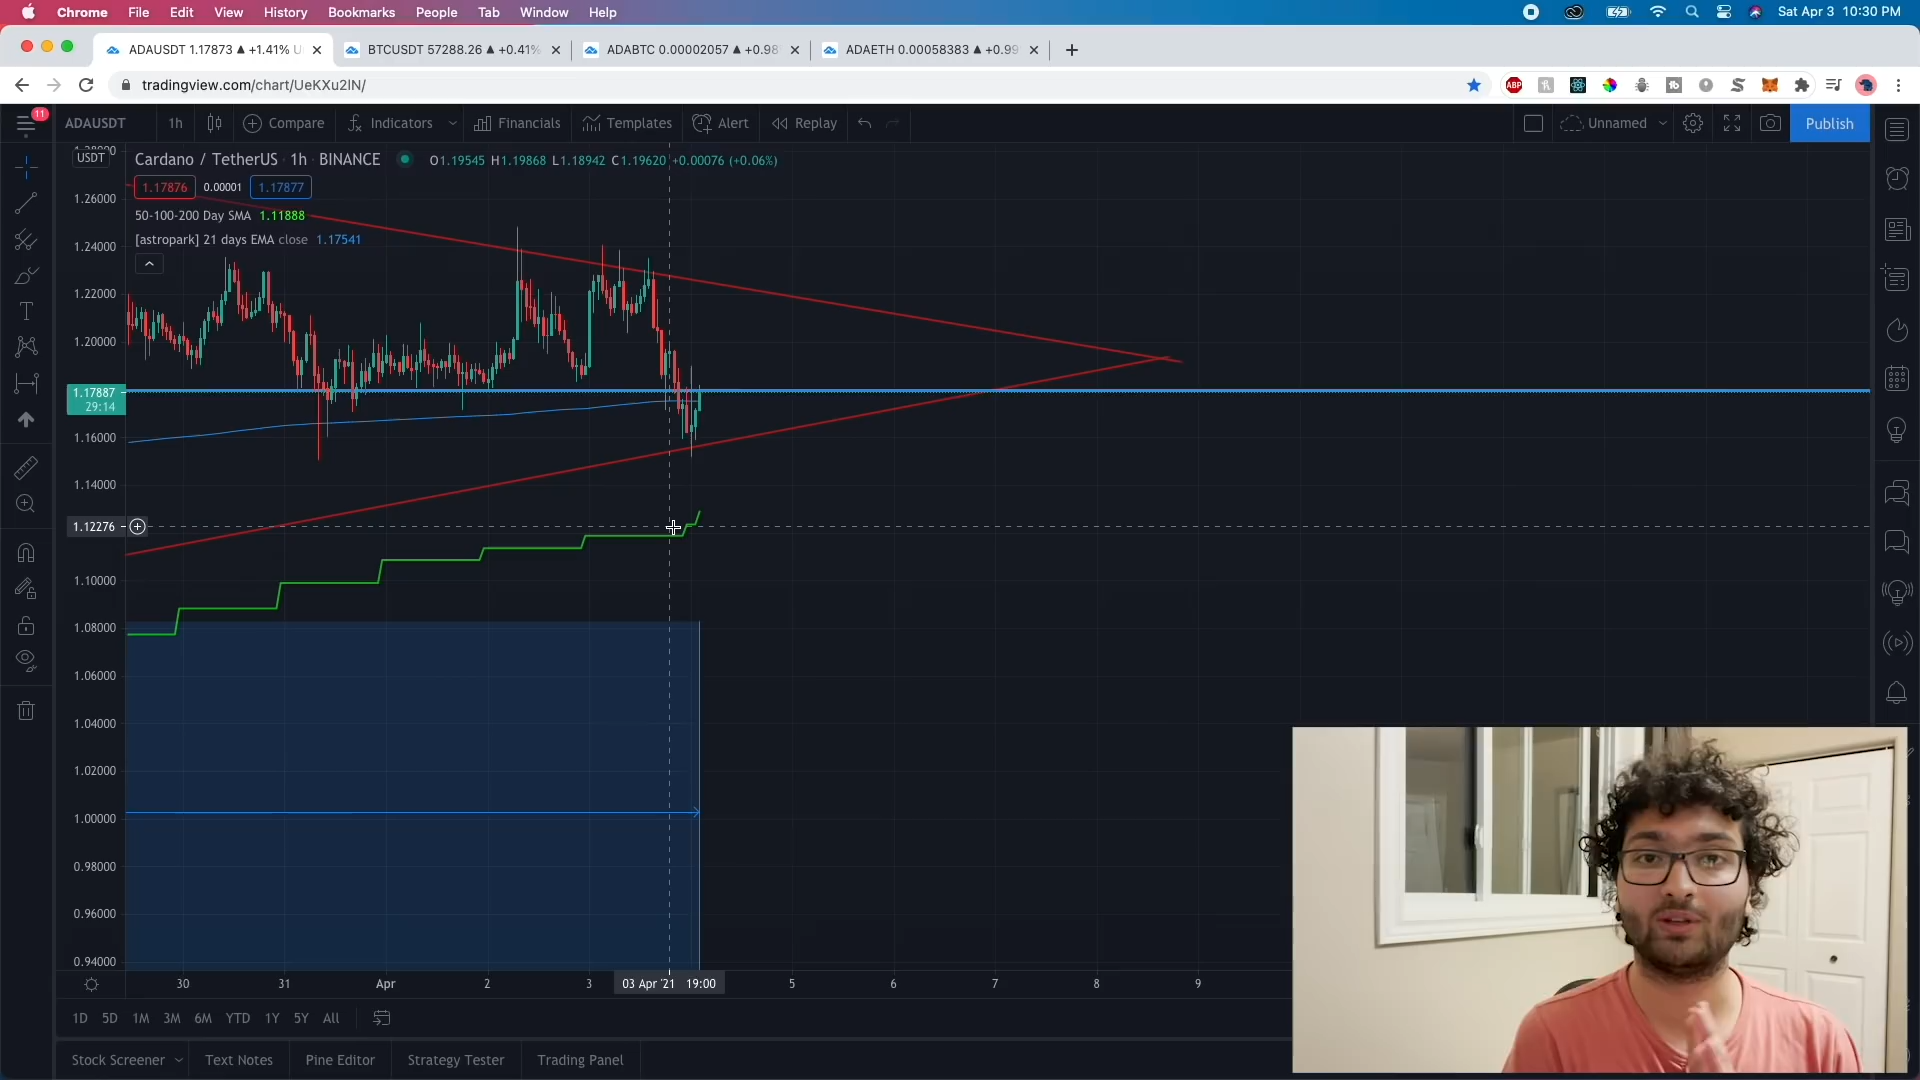 Chrome File Edit View History Bookmarks People Tab Window Help Sat Apr 3 10:30 PM
ADAUSDT 1.17873 ▲ +1.41% BTCUSDT 57288.26 ▲ +0.41% ADABTC 0.00002057 ▲ +0.98 ADAETH 0.00058383 ▲ +0.99
tradingview.com/chart/UeKXu2IN/ ABP
11 ADAUSDT 1h Compare Indicators Financials Templates Alert Replay Unnamed Publish
USDT Cardano / TetherUS · 1h · BINANCE O1.19545 H1.19868 L1.18942 C1.19620 +0.00076 (+0.06%)
1.17876 0.00001 1.17877
1.26000
50-100-200 Day SMA 1.11888
[astropark] 21 days EMA close 1.17541
1.24000
1.22000
1.20000
1.17887
29:14
1.16000
1.14000
1.12276
1.10000
1.08000
1.06000
1.04000
1.02000
1.00000
0.98000
0.96000
0.94000
30 31 Apr 2 3 03 Apr '21 19:00 5 6 7 8 9
1D 5D 1M 3M 6M YTD 1Y 5Y All
Stock Screener Text Notes Pine Editor Strategy Tester Trading Panel